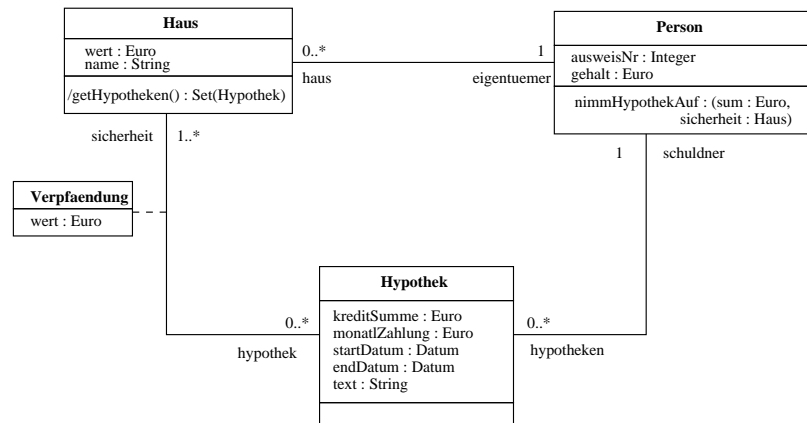 Haus
wert : Euro
name : String
/getHypotheken() : Set(Hypothek)
0..*
haus
1
eigentuemer
Person
ausweisNr : Integer
gehalt : Euro
nimmHypothekAuf : (sum : Euro,
sicherheit : Haus)
sicherheit
1..*
1
schuldner
Verpfaendung
wert : Euro
Hypothek
kreditSumme : Euro
monatlZahlung : Euro
startDatum : Datum
endDatum : Datum
text : String
0..*
hypothek
0..*
hypotheken